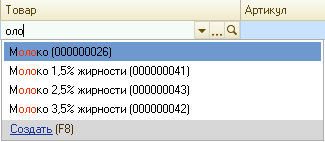 Товар Артикул
оло ...
Молоко (000000026)
Молоко 1,5% жирности (000000041)
Молоко 2,5% жирности (000000043)
Молоко 3,5% жирности (000000042)
Создать (F8)